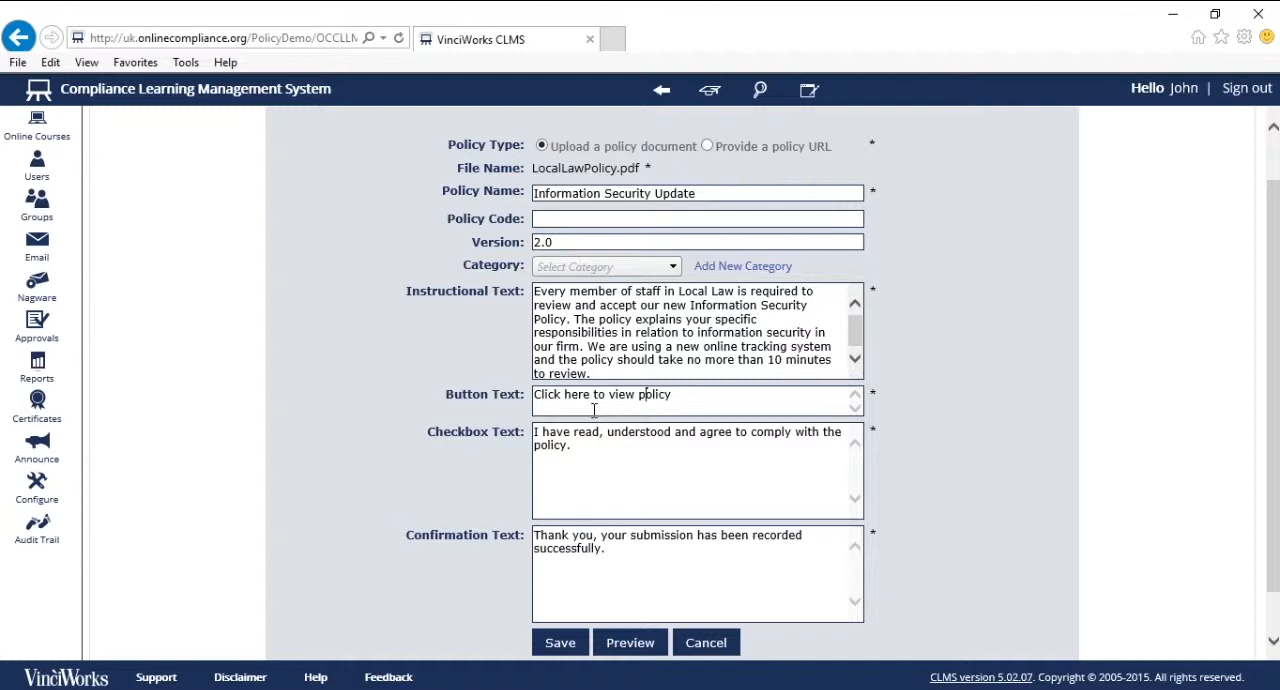 http://uk.onlinecompliance.org/PolicyDemo/OCCLLM
VinciWorks CLMS
File Edit View Favorites Tools Help
Compliance Learning Management System
Hello John | Sign out
Online Courses
Users
Groups
Email
Nagware
Approvals
Reports
Certificates
Announce
Configure
Audit Trail
Policy Type: Upload a policy document Provide a policy URL *
File Name: LocalLawPolicy.pdf *
Policy Name: Information Security Update *
Policy Code:
Version: 2.0
Category: Select Category Add New Category
Instructional Text: Every member of staff in Local Law is required to *
review and accept our new Information Security
Policy. The policy explains your specific
responsibilities in relation to information security in
our firm. We are using a new online tracking system
and the policy should take no more than 10 minutes
to review.
Button Text: Click here to view policy *
Checkbox Text: I have read, understood and agree to comply with the *
policy.
Confirmation Text: Thank you, your submission has been recorded *
successfully.
Save Preview Cancel
VinciWorks Support Disclaimer Help Feedback CLMS version 5.02.07. Copyright © 2005-2015. All rights reserved.